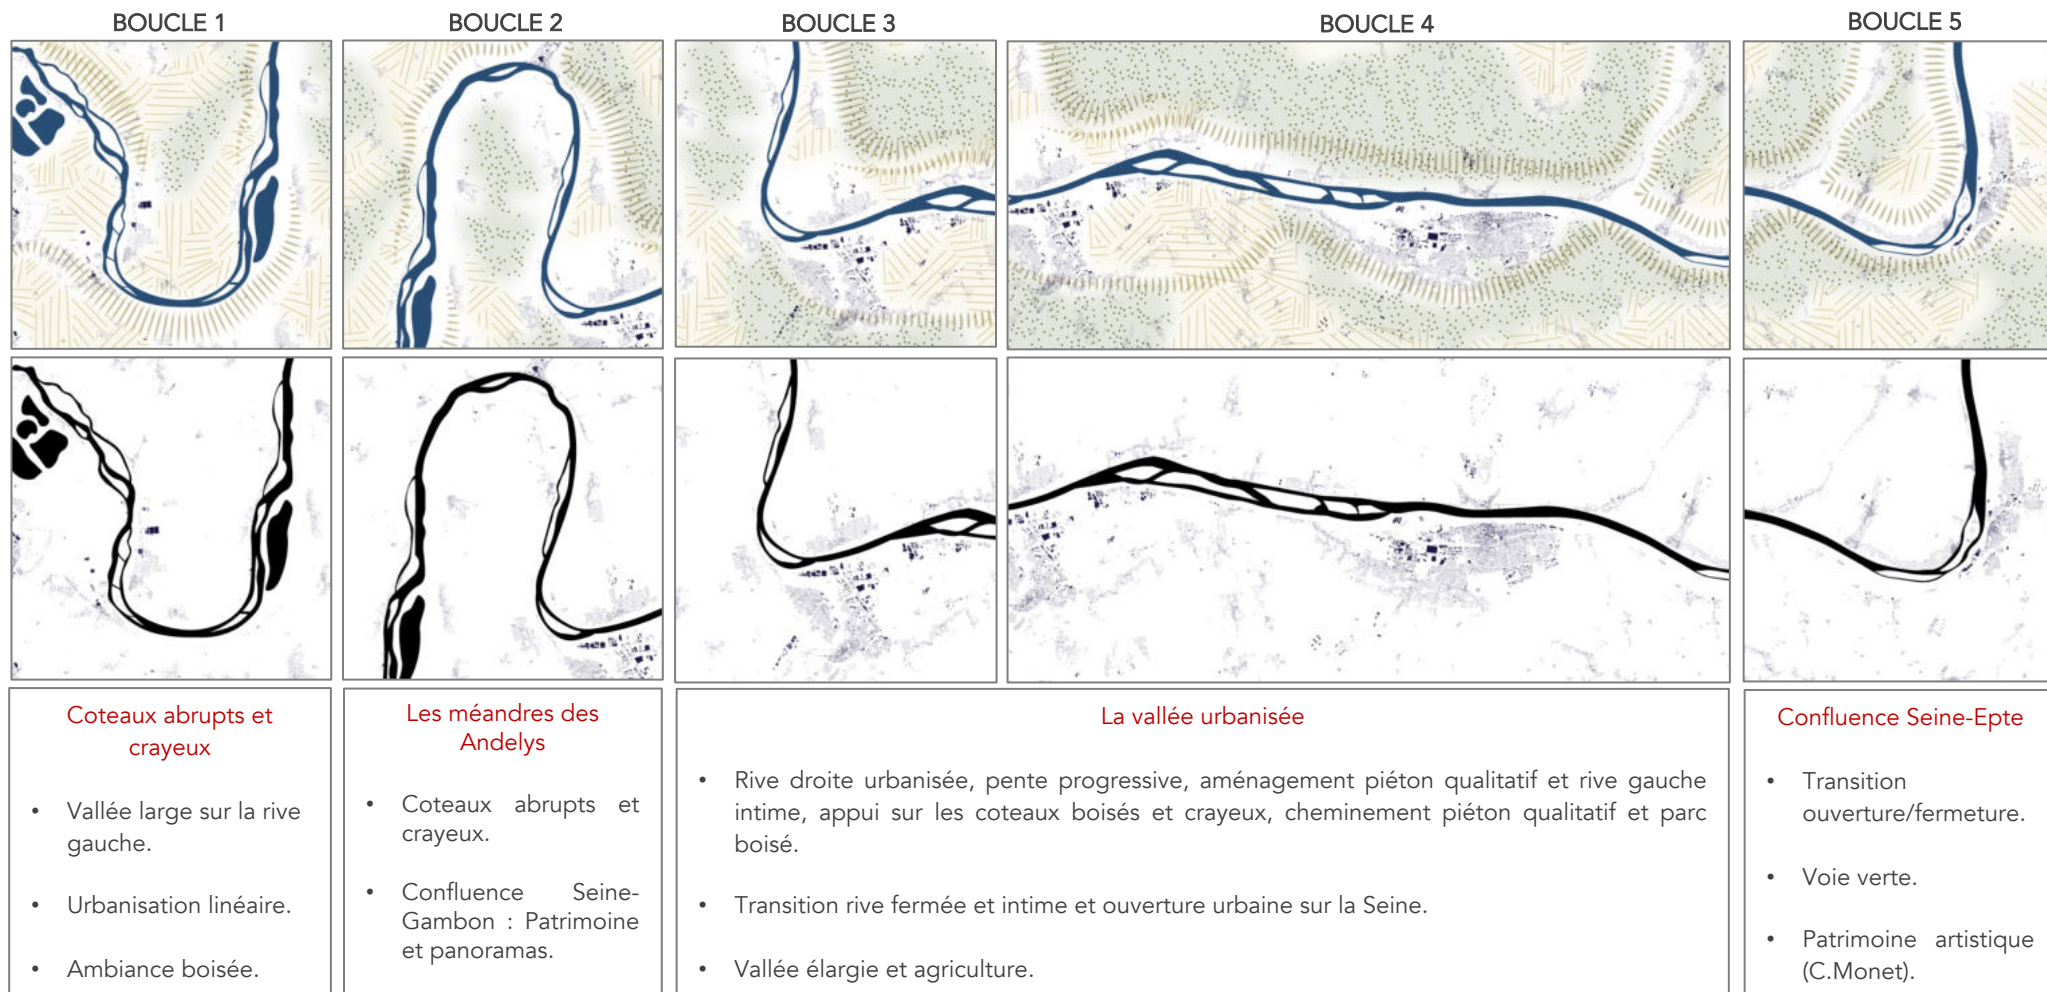 BOUCLE 1
BOUCLE 2
BOUCLE 3
BOUCLE 4
BOUCLE 5
Coteaux abrupts et
crayeux
• Vallée large sur la rive
gauche.
• Urbanisation linéaire.
• Ambiance boisée.
Les méandres des
Andelys
• Coteaux abrupts et
crayeux.
• Confluence Seine-
Gambon : Patrimoine
et panoramas.
La vallée urbanisée
• Rive droite urbanisée, pente progressive, aménagement piéton qualitatif et rive gauche
intime, appui sur les coteaux boisés et crayeux, cheminement piéton qualitatif et parc
boisé.
• Transition rive fermée et intime et ouverture urbaine sur la Seine.
• Vallée élargie et agriculture.
Confluence Seine-Epte
• Transition
ouverture/fermeture.
• Voie verte.
• Patrimoine artistique
(C.Monet).